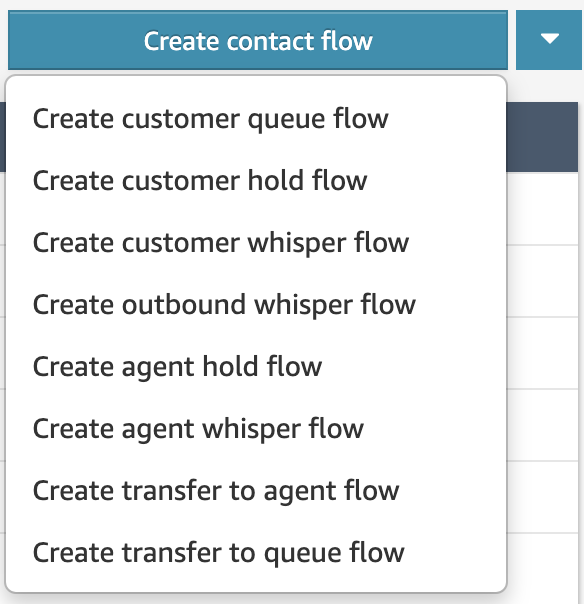 Create contact flow
Create customer queue flow
Create customer hold flow
Create customer whisper flow
Create outbound whisper flow
Create agent hold flow
Create agent whisper flow
Create transfer to agent flow
Create transfer to queue flow